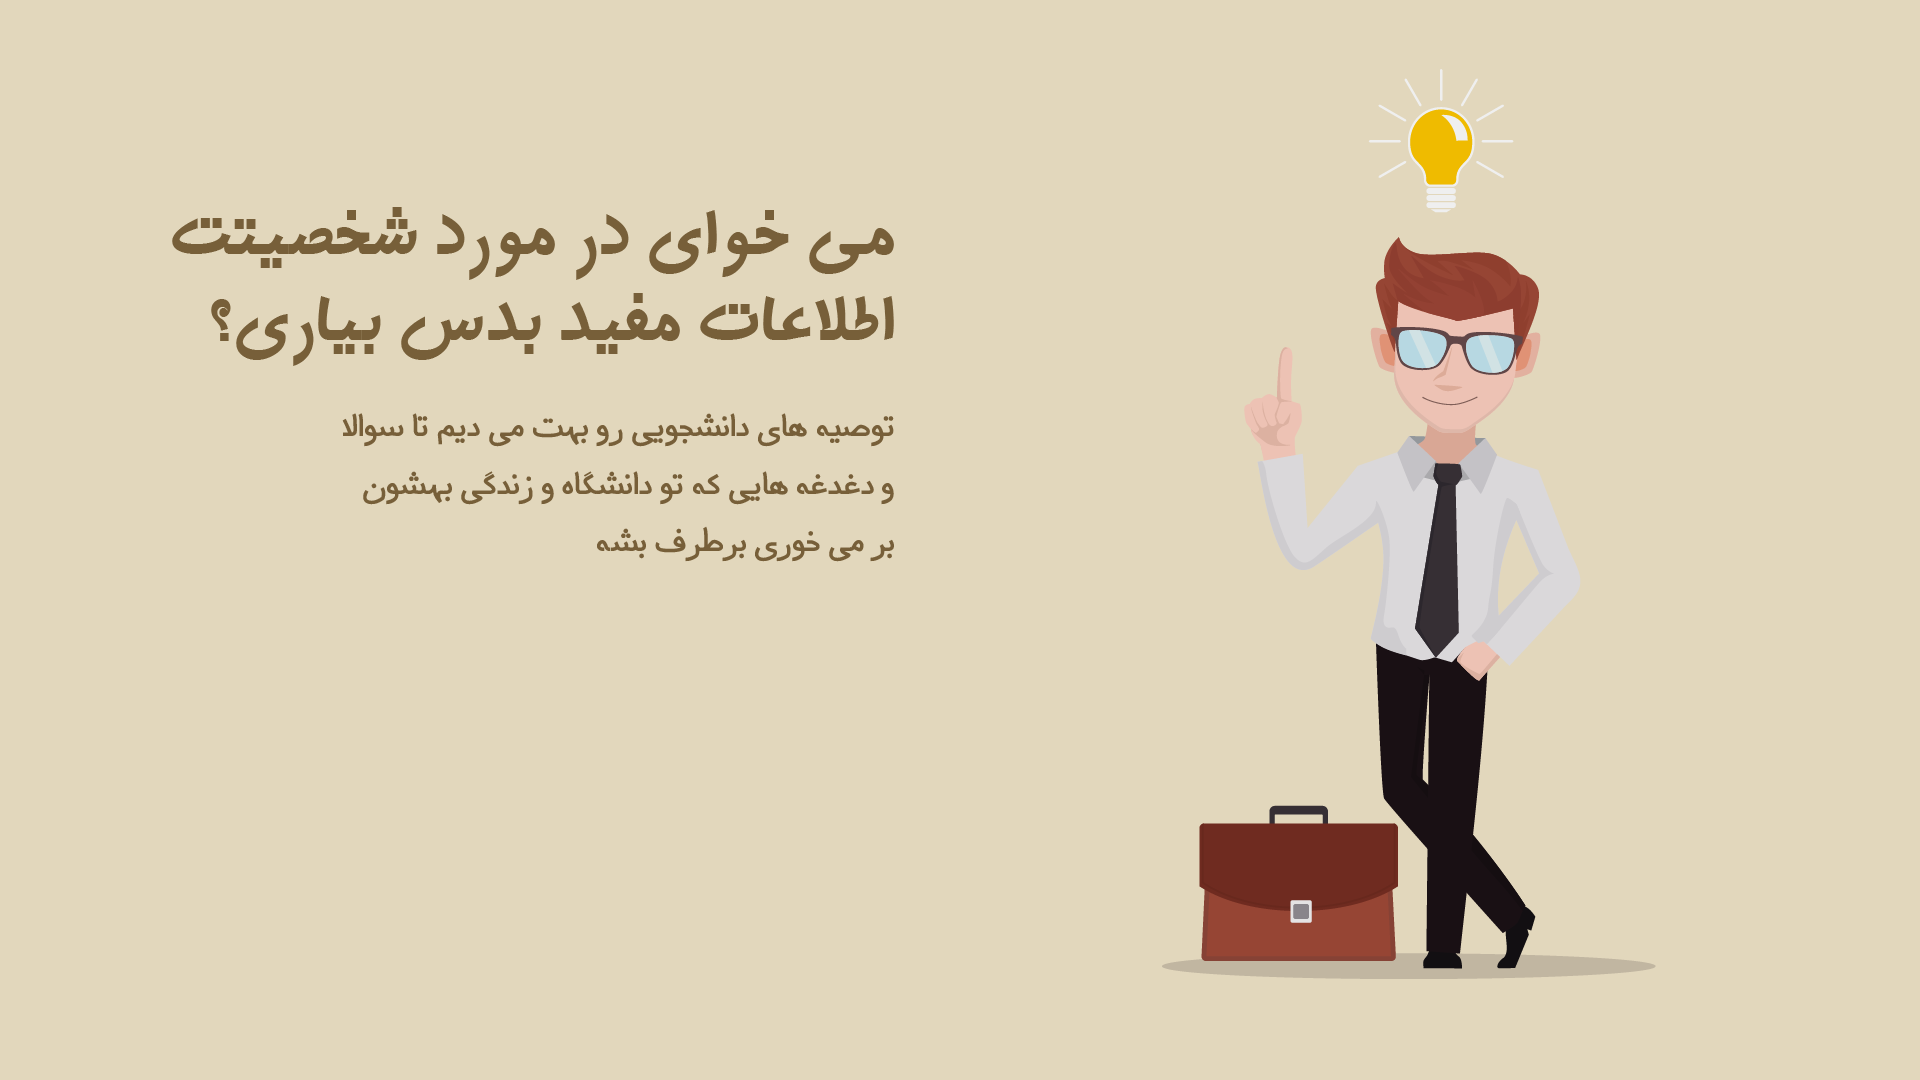 می خوای در مورد شخصیتت
اطلاعات مفید بدس بیاری؟
توصیه های دانشجویی رو بهت می دیم تا سوالا
و دغدغه هایی که تو دانشگاه و زندگی بهشون
بر می خوری برطرف بشه